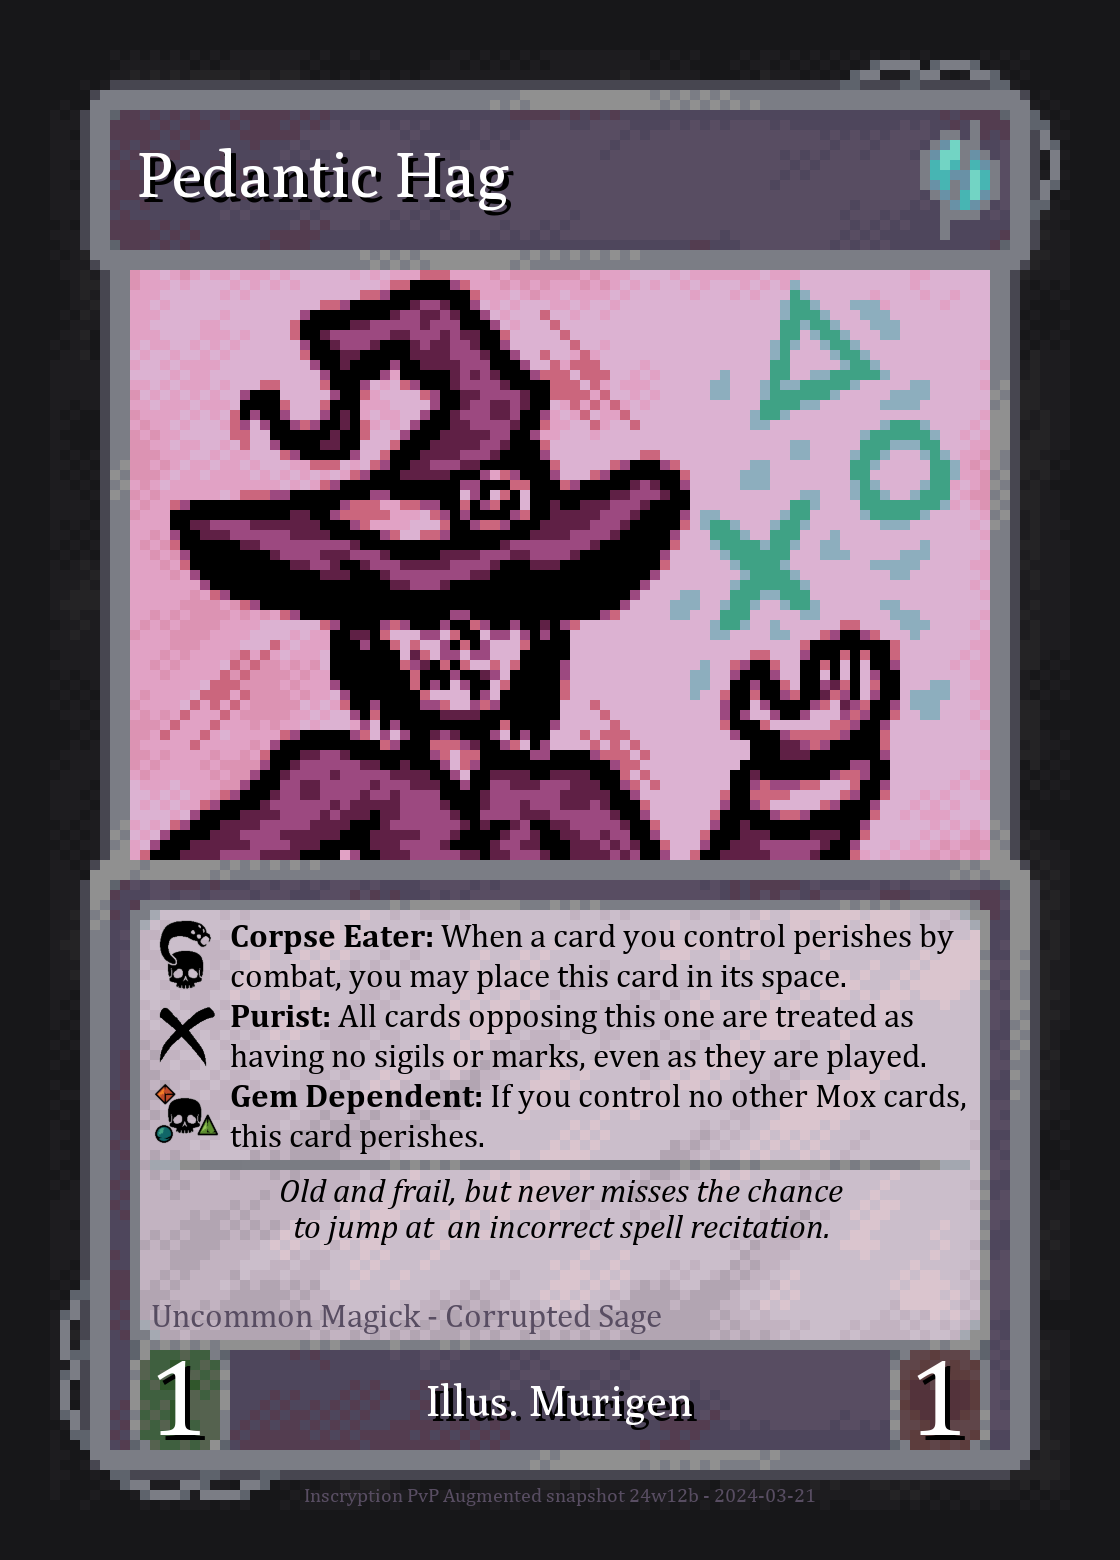 Pedantic Hag
Corpse Eater: When a card you control perishes by
combat, you may place this card in its space.
Purist: All cards opposing this one are treated as
having no sigils or marks, even as they are played.
Gem Dependent: If you control no other Mox cards,
this card perishes.
Old and frail, but never misses the chance
to jump at  an incorrect spell recitation.
Uncommon Magick - Corrupted Sage
1
Illus. Murigen
1
Inscryption PvP Augmented snapshot 24w12b - 2024-03-21